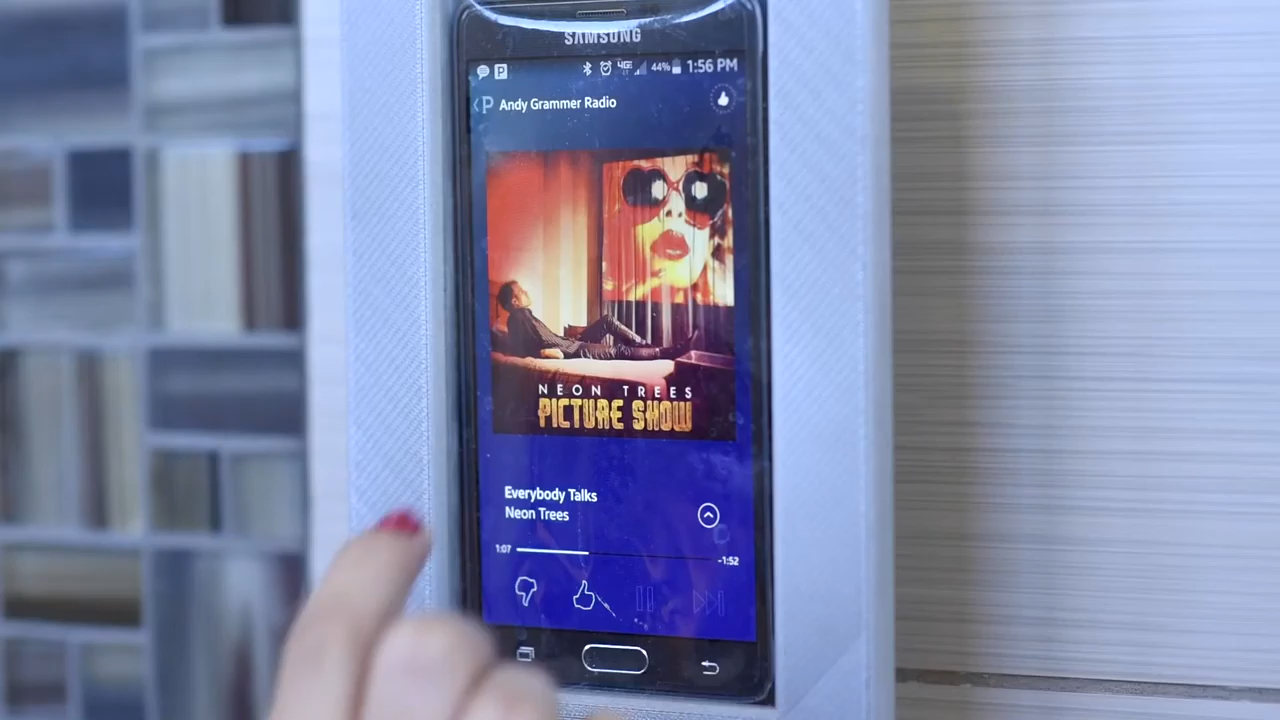 SAMSUNG
P 4G 44% 1:56 PM
P Andy Grammer Radio
NEON TREES
PICTURE SHOW
Everybody Talks
Neon Trees
1:07 -1:52